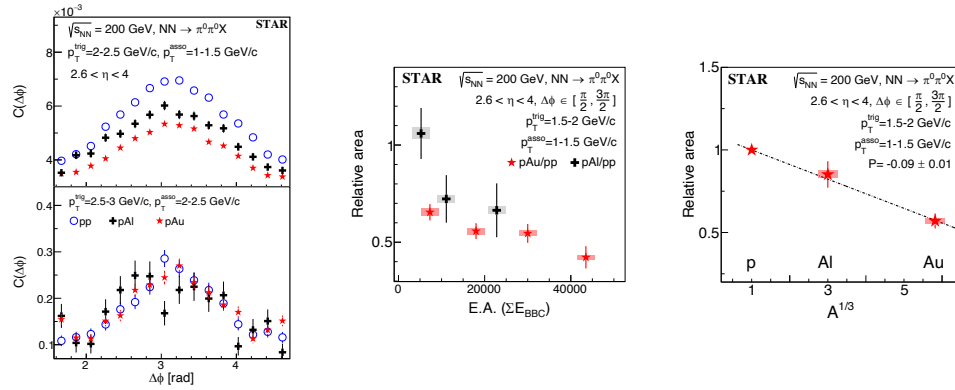 ×10⁻³
8
6
4
C(Δϕ)
STAR
√s_NN = 200 GeV, NN → π⁰π⁰X
p_T^trig=2-2.5 GeV/c, p_T^asso=1-1.5 GeV/c
2.6 < η < 4
p_T^trig=2.5-3 GeV/c, p_T^asso=2-2.5 GeV/c
pp pAl pAu
0.4
0.3
0.2
0.1
C(Δϕ)
2 3 4
Δϕ [rad]
STAR √s_NN = 200 GeV, NN → π⁰π⁰X
2.6 < η < 4, Δϕ ∈ [π/2, 3π/2]
p_T^trig=1.5-2 GeV/c
p_T^asso=1-1.5 GeV/c
pAu/pp pAl/pp
Relative area
1
0.5
0 20000 40000
E.A. (ΣE_BBC)
STAR √s_NN = 200 GeV, NN → π⁰π⁰X
2.6 < η < 4, Δϕ ∈ [π/2, 3π/2]
p_T^trig=1.5-2 GeV/c
p_T^asso=1-1.5 GeV/c
P= -0.09 ± 0.01
Relative area
1.5
1
0.5
p Al Au
1 3 5
A^1/3